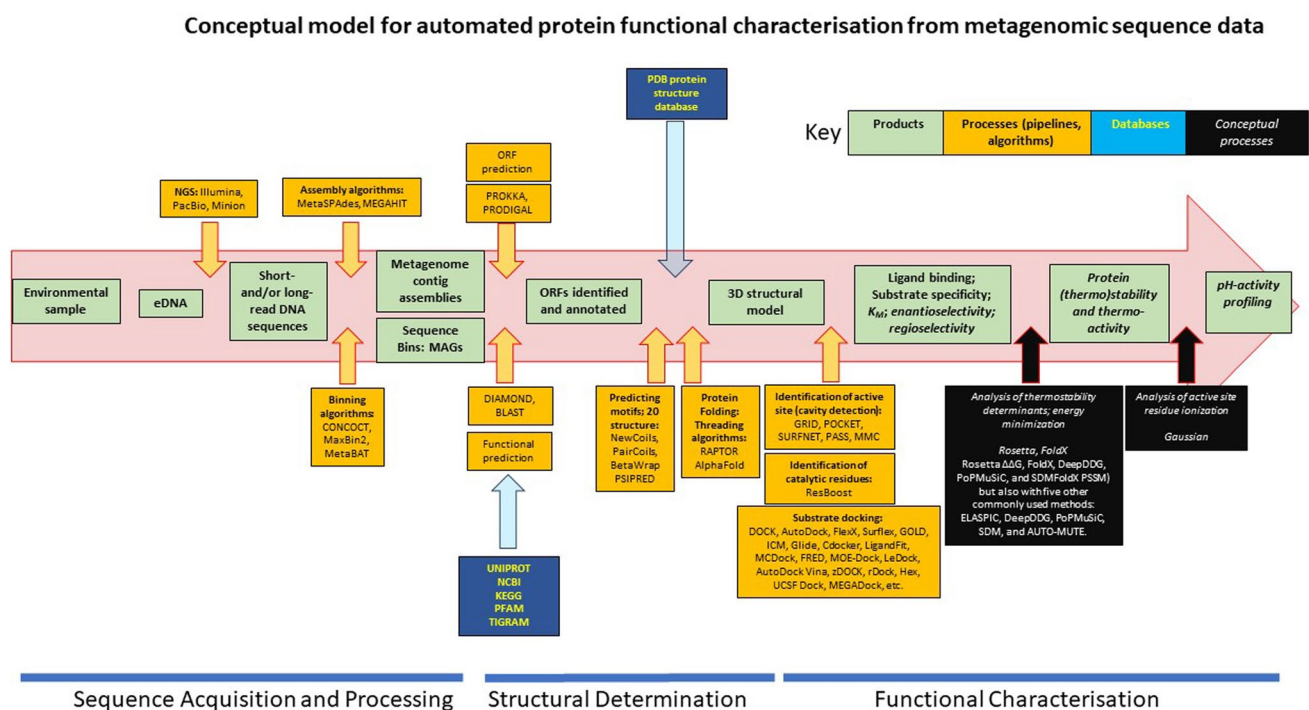 Conceptual model for automated protein functional characterisation from metagenomic sequence data
PDB protein
structure
database
Key
Products
Processes (pipelines,
algorithms)
Databases
Conceptual
processes
NGS: Illumina,
PacBio, Minion
Assembly algorithms:
MetaSPAdes, MEGAHIT
ORF
prediction
PROKKA,
PRODIGAL
Environmental
sample
eDNA
Short-
and/or long-
read DNA
sequences
Metagenome
contig
assemblies
Sequence
Bins: MAGs
ORFs identified
and annotated
3D structural
model
Ligand binding;
Substrate specificity;
KM; enantioselectivity;
regioselectivity
Protein
(thermo)stability
and thermo-
activity
pH-activity
profiling
Binning
algorithms:
CONCOCT,
MaxBin2,
MetaBAT
DIAMOND,
BLAST
Functional
prediction
UNIPROT
NCBI
KEGG
PFAM
TIGRAM
Predicting
motifs; 20
structure:
NewCoils,
PairCoils,
BetaWrap
PSIPRED
Protein
Folding:
Threading
algorithms:
RAPTOR
AlphaFold
Identification of active
site (cavity detection):
GRID, POCKET,
SURFNET, PASS, MMC
Identification of
catalytic residues:
ResBoost
Substrate docking:
DOCK, AutoDock, FlexX, Surflex, GOLD,
ICM, Glide, Cdocker, LigandFit,
MCDock, FRED, MOE-Dock, LeDock,
AutoDock Vina, zDOCK, rDock, Hex,
UCSF Dock, MEGADock, etc.
Analysis of thermostability
determinants; energy
minimization
Rosetta, FoldX
Rosetta ΔΔG, FoldX, DeepDDG,
PoPMuSiC, and SDMFoldX PSSM)
but also with five other
commonly used methods:
ELASPIC, DeepDDG, PoPMuSiC,
SDM, and AUTO-MUTE.
Analysis of active site
residue ionization
Gaussian
Sequence Acquisition and Processing
Structural Determination
Functional Characterisation